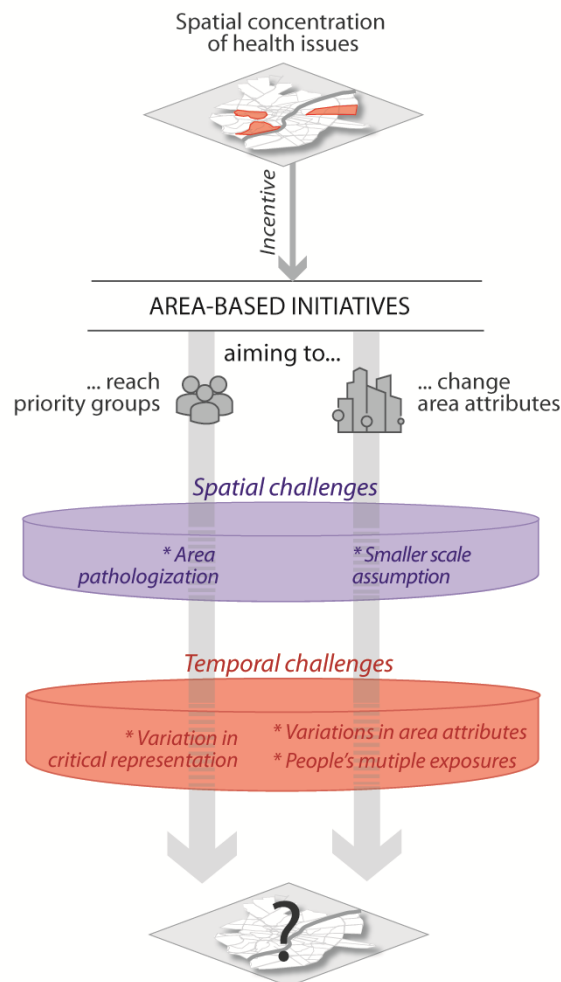 Spatial concentration
of health issues
Incentive
AREA-BASED INITIATIVES
aiming to...
... reach
priority groups
... change
area attributes
Spatial challenges
* Area
pathologization
* Smaller scale
assumption
Temporal challenges
* Variation in
critical representation
* Variations in area attributes
* People's mutiple exposures
?